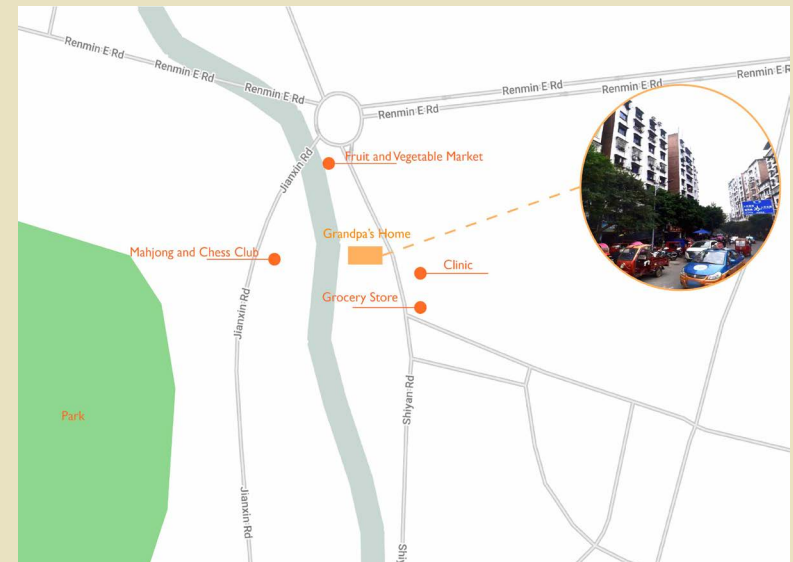 Renmin E Rd
Renmin E Rd
Renmin E R
Renmin E Rd
Renmin E Rd
Renmin E Rd
Renmin E Rd
Jianxin Rd
Fruit and Vegetable Market
Grandpa's Home
Mahjong and Chess Club
Clinic
Grocery Store
Jianxin Rd
Shiyan Rd
Park
Jianxin Rd
Shiy